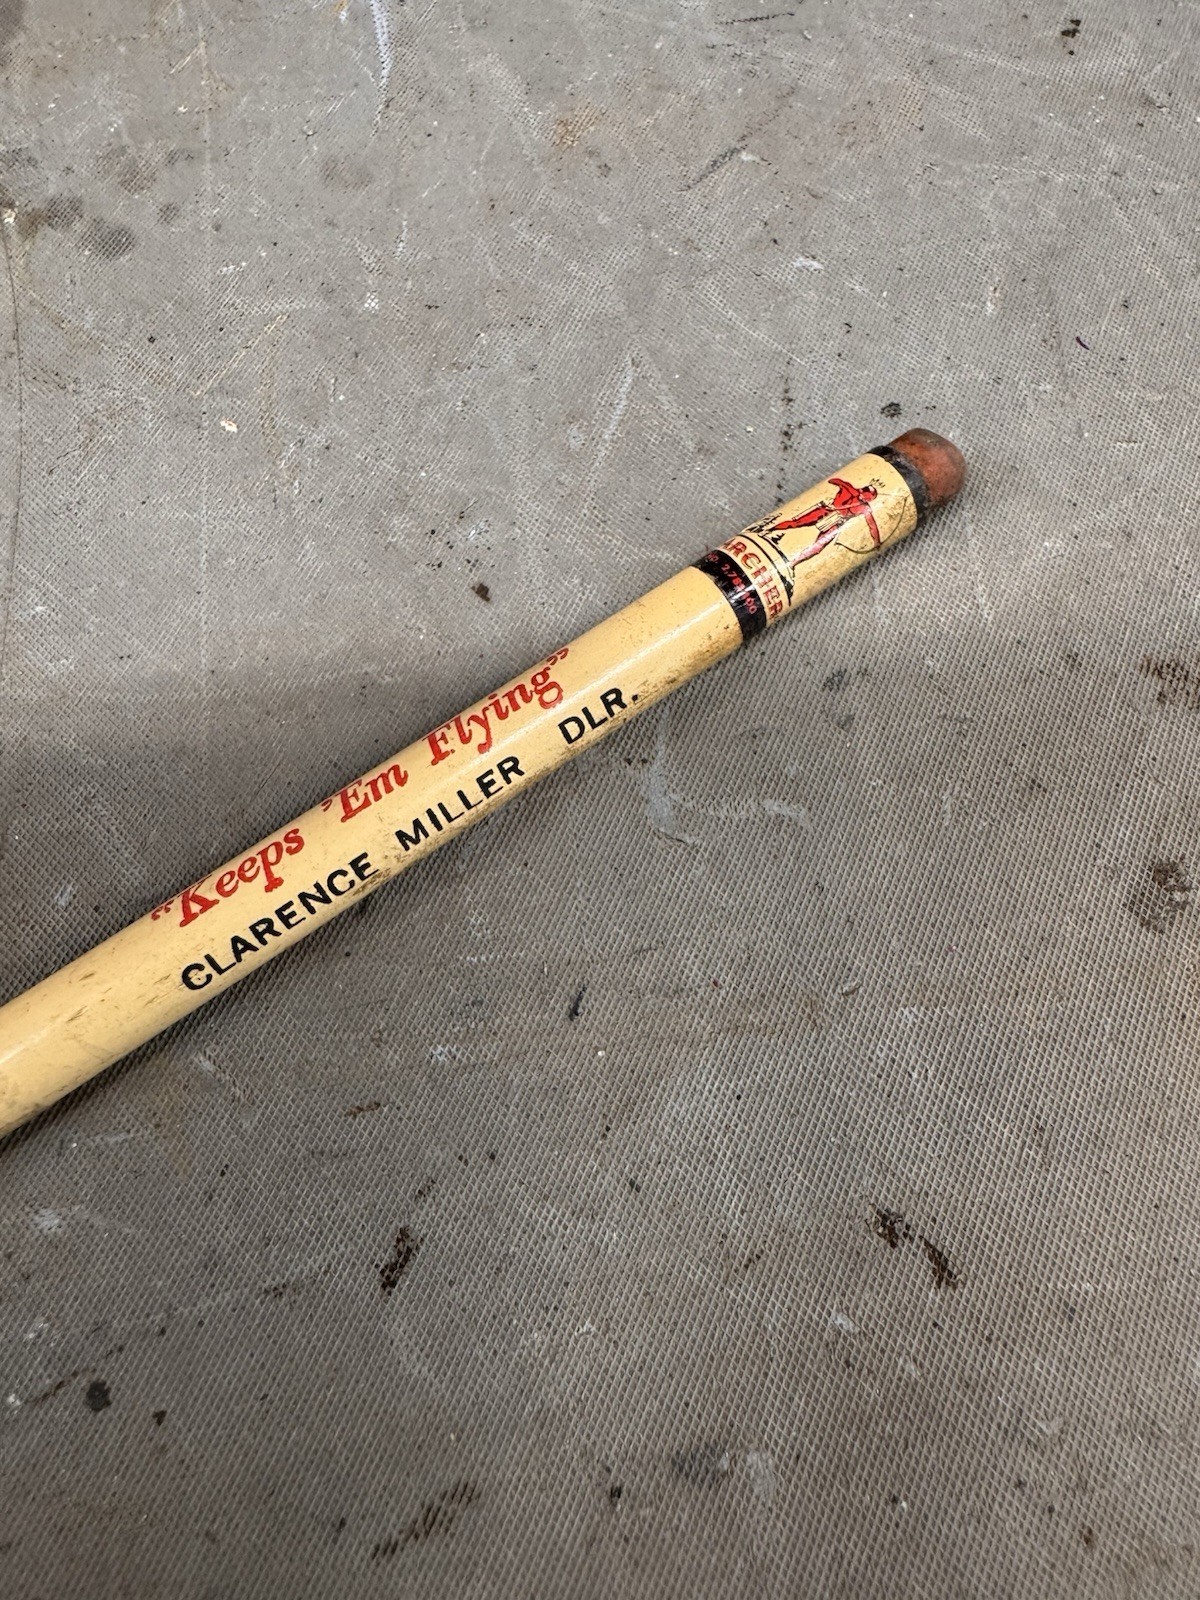 "Keeps 'Em Flying"
CLARENCE MILLER DLR.
ARCHER